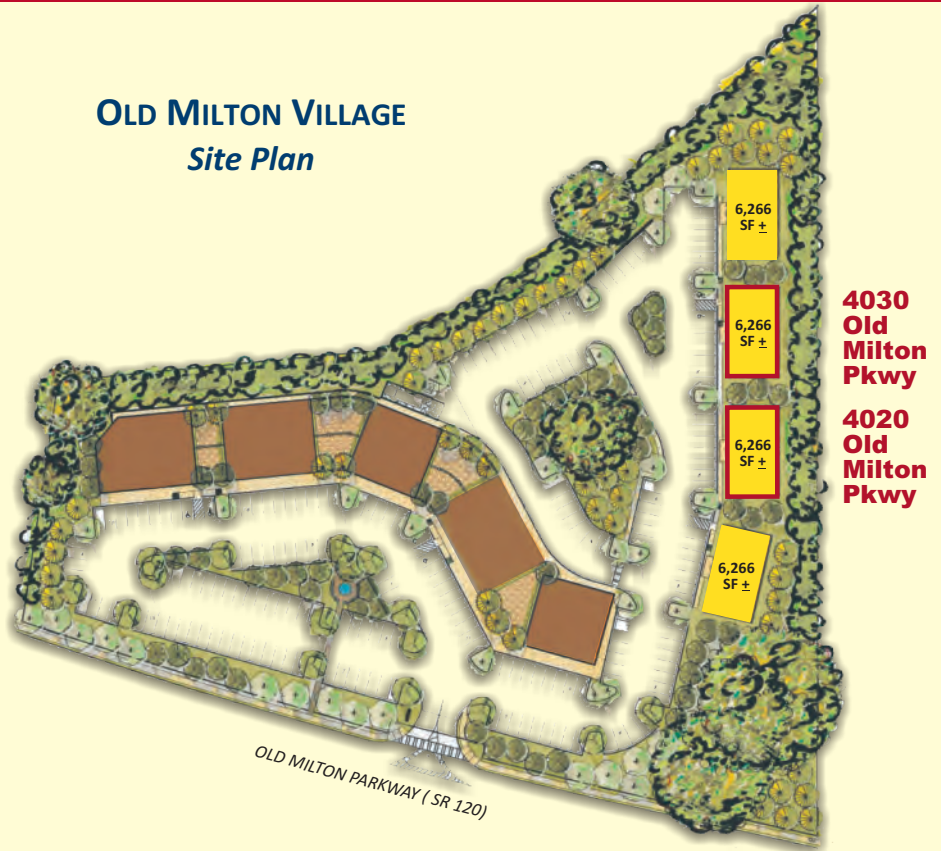 OLD MILTON VILLAGE
Site Plan
6,266
SF ±
6,266
SF ±
4030
Old
Milton
Pkwy
6,266
SF ±
4020
Old
Milton
Pkwy
6,266
SF ±
OLD MILTON PARKWAY ( SR 120)